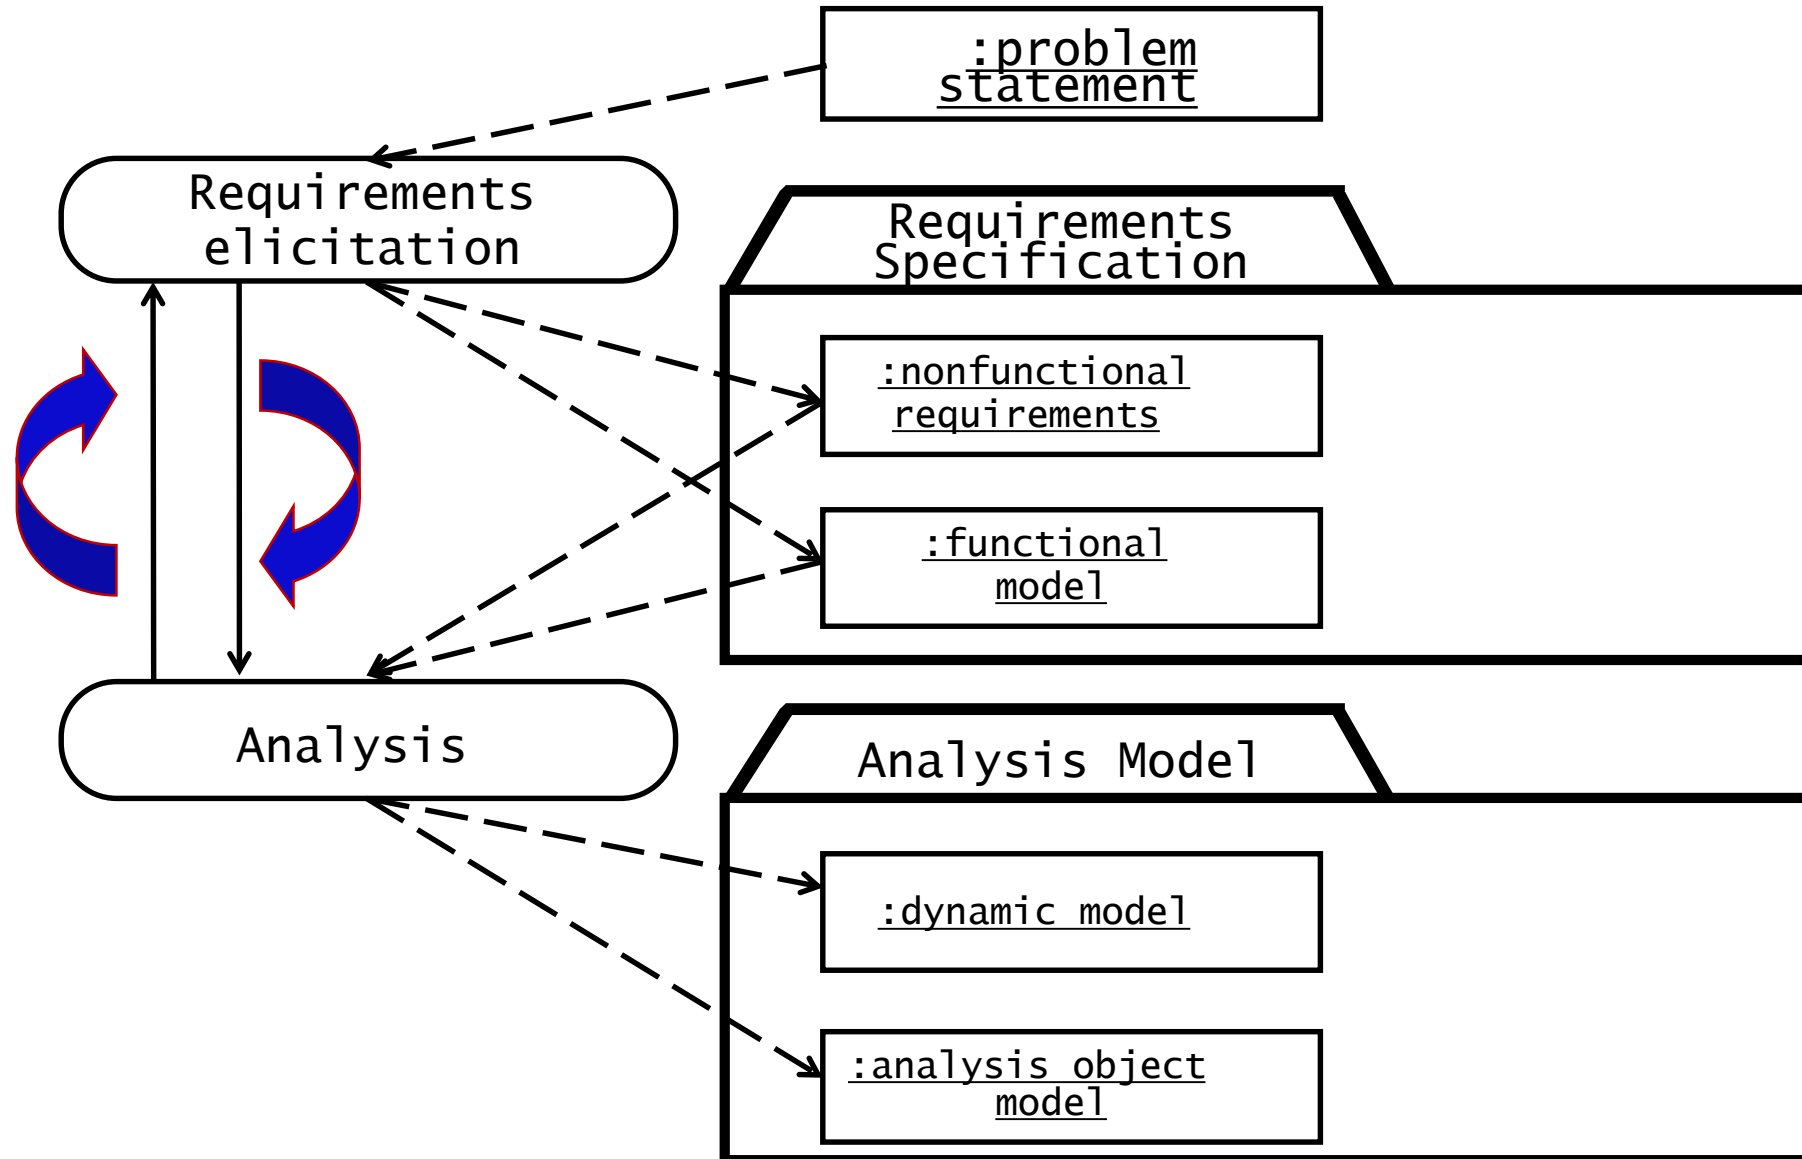 :problem
statement
Requirements
elicitation
Requirements
Specification
:nonfunctional
requirements
:functional
model
Analysis
Analysis Model
:dynamic model
:analysis object
model